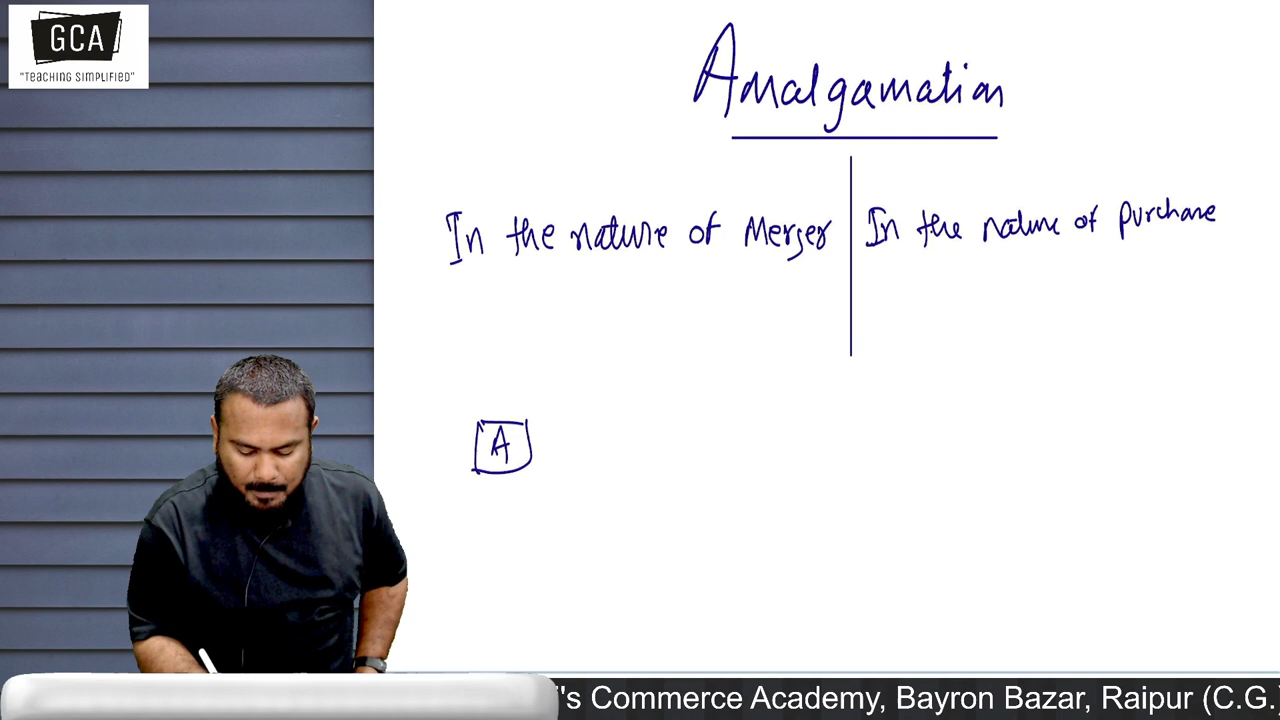 GCA
"TEACHING SIMPLIFIED"
Amalgamation
In the nature of Merger
In the nature of Purchase
A
i's Commerce Academy, Bayron Bazar, Raipur (C.G.)